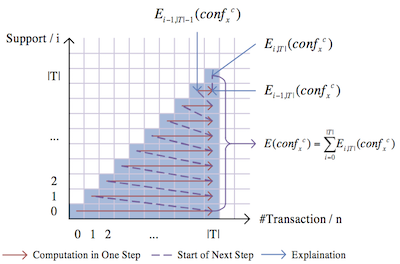 E_{i-1,|T|-1}(conf_x^c)
Support / i
E_{i,|T|}(conf_x^c)
|T|
E_{i-1,|T|}(conf_x^c)
...
E(conf_x^c) = \sum_{i=0}^{|T|} E_{i,|T|}(conf_x^c)
2
1
0
#Transaction / n
0 1 2 ... |T|
Computation in One Step
Start of Next Step
Explaination